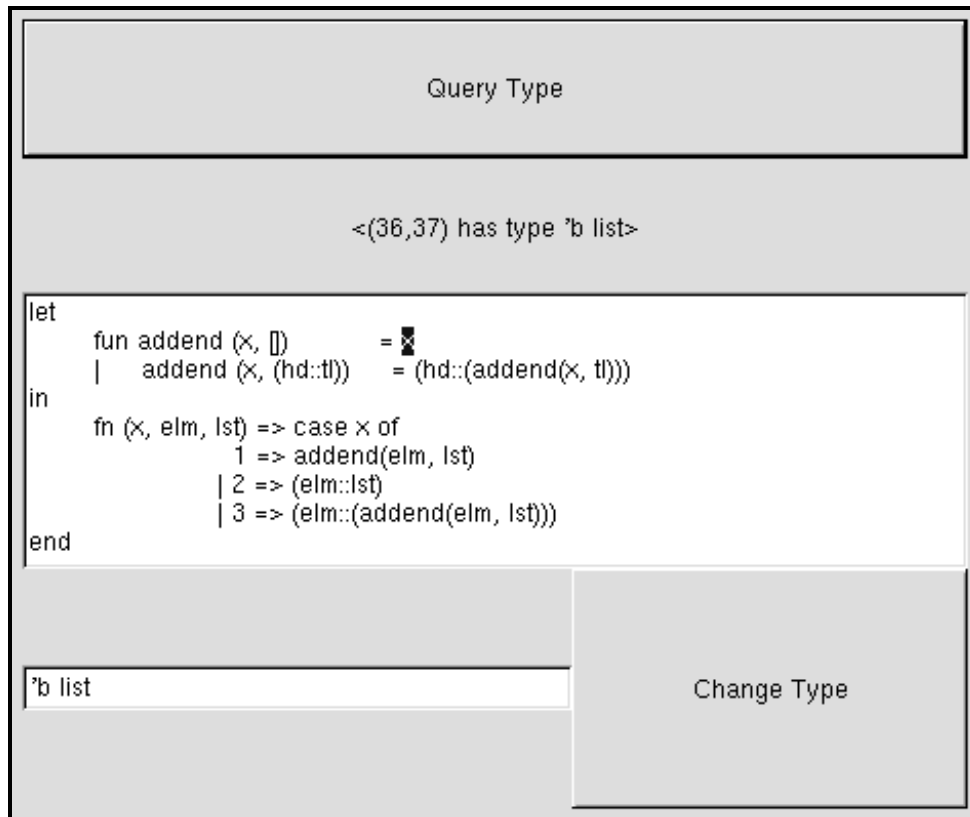 Query Type
<(36,37) has type 'b list>
let
fun addend (x, []) = x
| addend (x, (hd::tl)) = (hd::(addend(x, tl)))
in
fn (x, elm, lst) => case x of
1 => addend(elm, lst)
| 2 => (elm::lst)
| 3 => (elm::(addend(elm, lst)))
end
'b list
Change Type